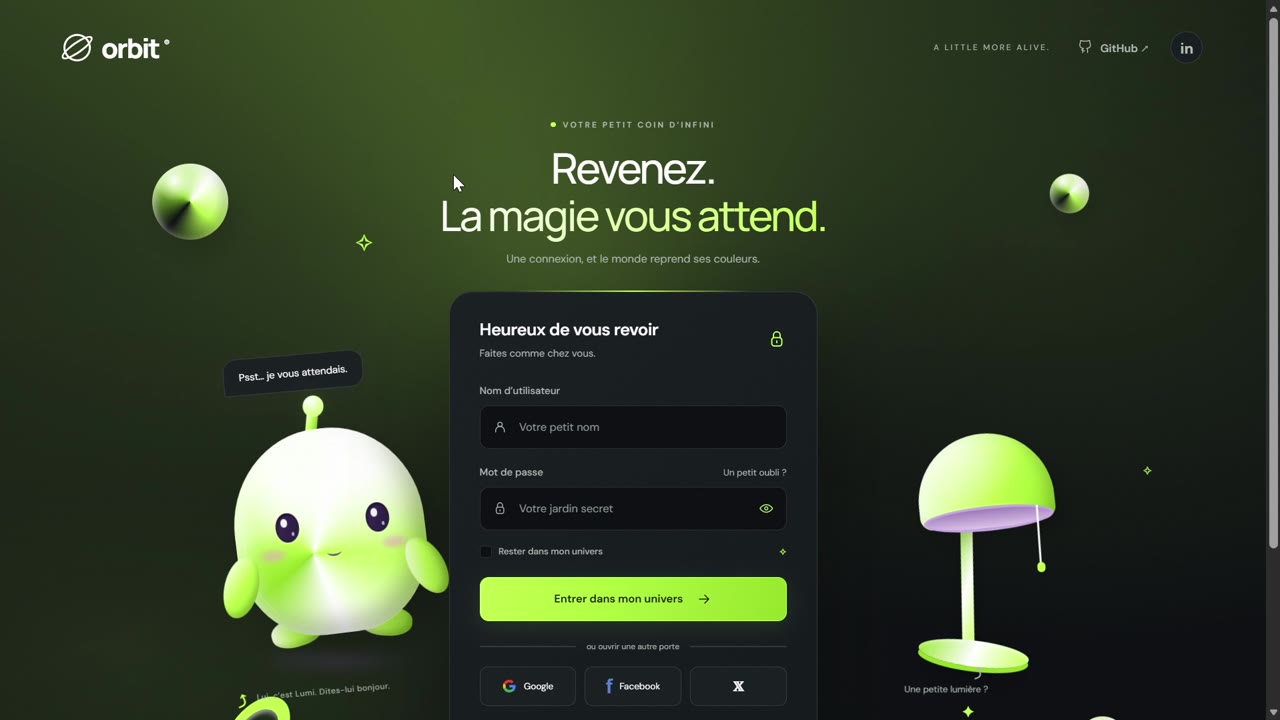 orbit
A LITTLE MORE ALIVE.
GitHub ↗
in
VOTRE PETIT COIN D'INFINI
Revenez.
La magie vous attend.
Une connexion, et le monde reprend ses couleurs.
Heureux de vous revoir
Faites comme chez vous.
Psst... je vous attendais.
Nom d'utilisateur
Votre petit nom
Mot de passe
Un petit oubli ?
Votre jardin secret
Rester dans mon univers
Entrer dans mon univers →
ou ouvrir une autre porte
Google
Facebook
X
Lui, c'est Lumi. Dites-lui bonjour.
Une petite lumière ?